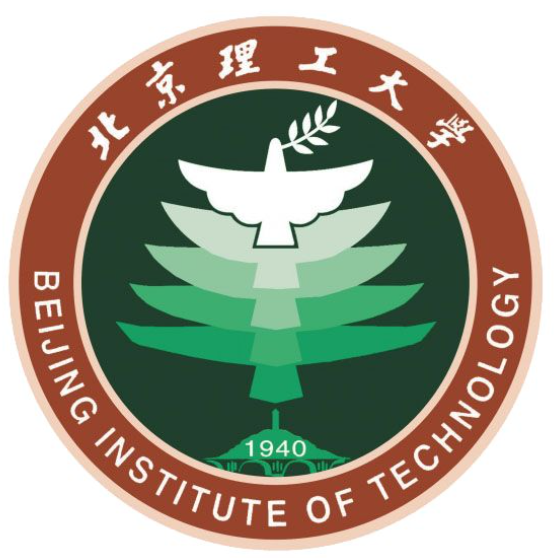 北京理工大学
1940
BEIJING INSTITUTE OF TECHNOLOGY